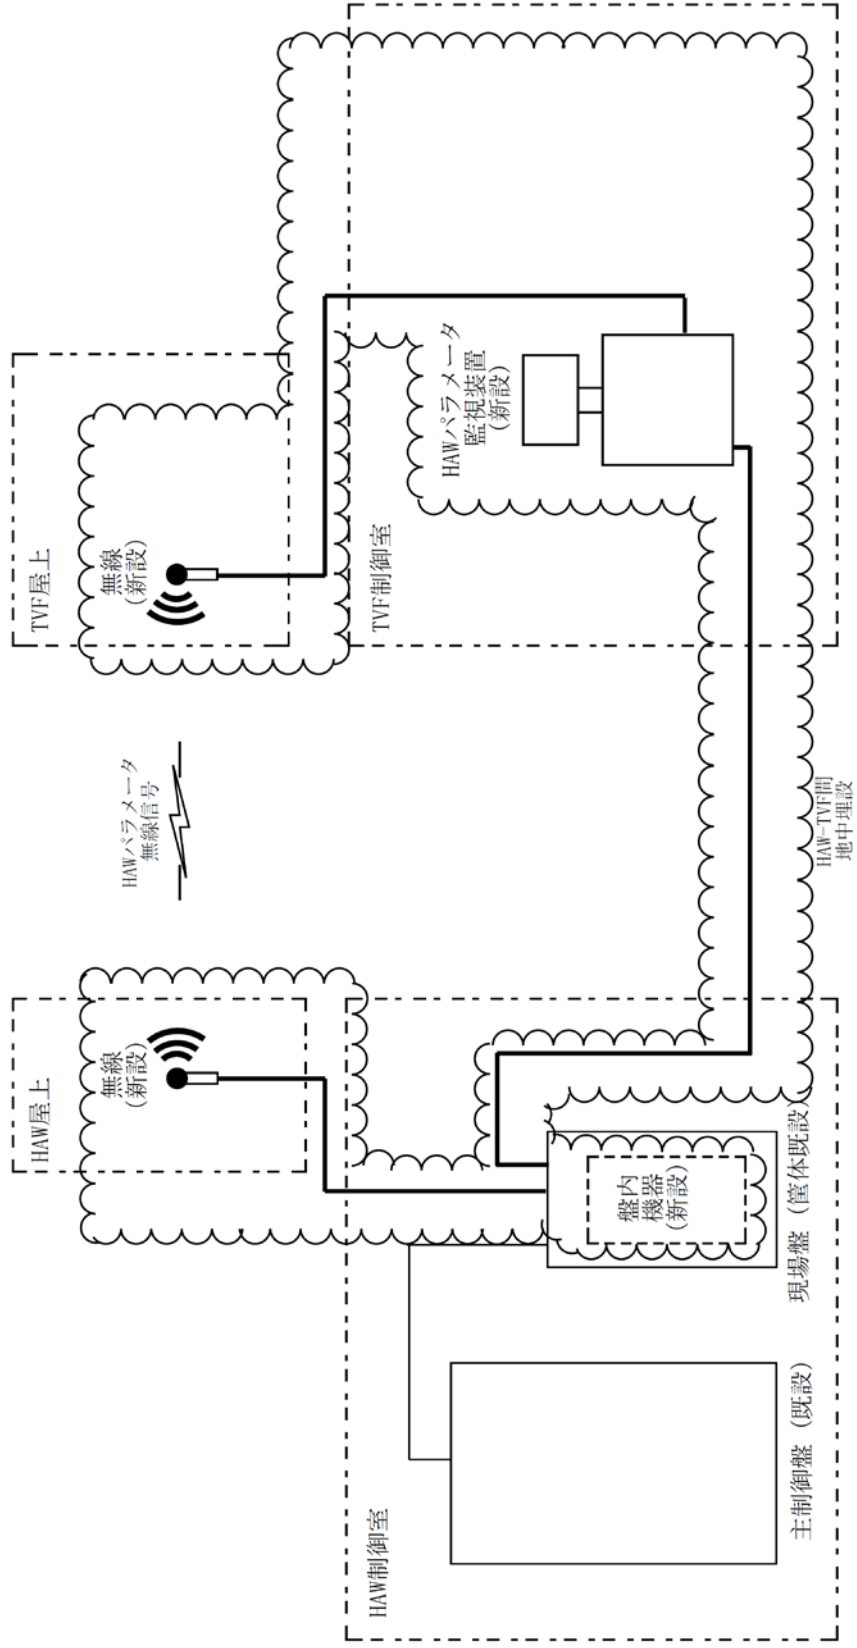 HAW屋上
無線
(新設)
HAWパラメータ
無線信号
TVF屋上
無線
(新設)
HAW制御室
主制御盤（既設）
盤内
機器
(新設)
現場盤（筐体既設）
HAW-TVF間
地中埋設
TVF制御室
HAWパラメータ
監視装置
(新設)